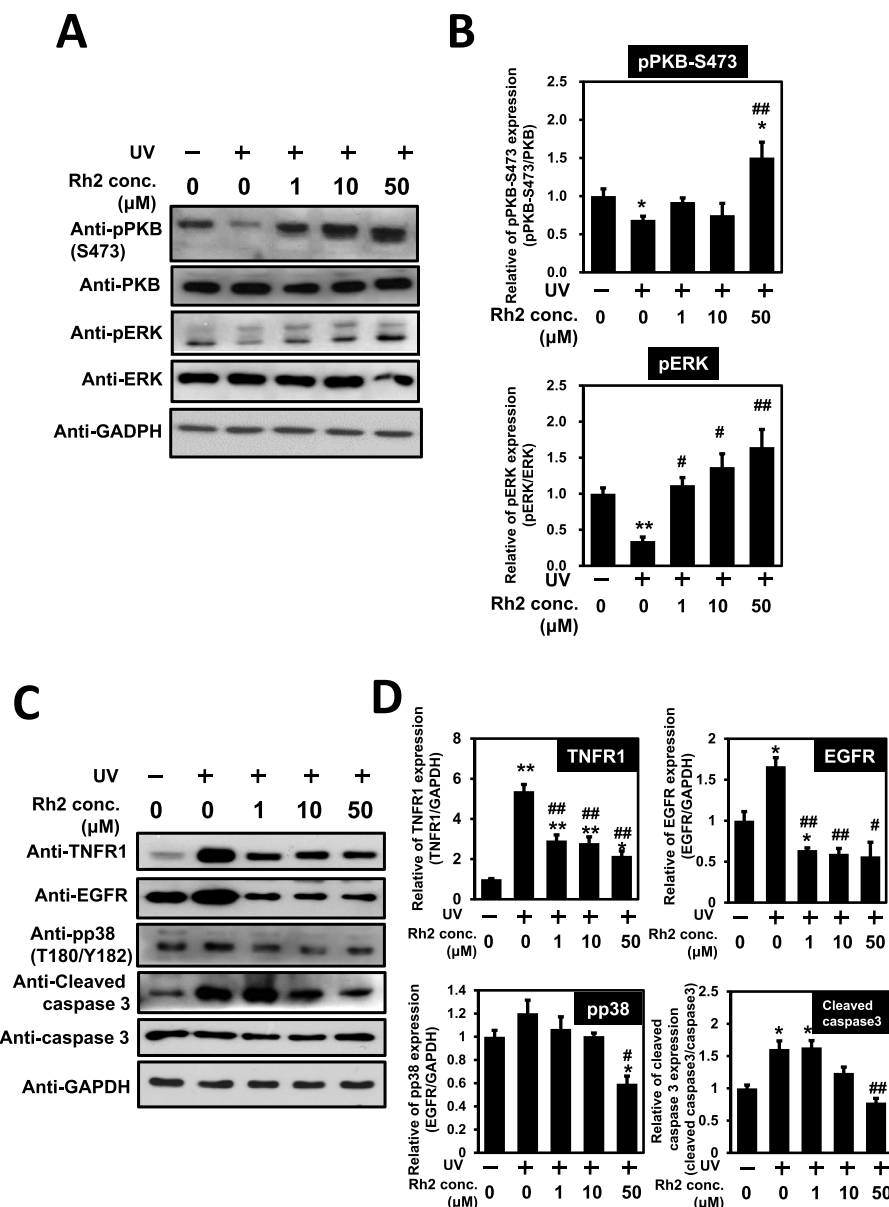 A
UV − + + + +
Rh2 conc. 0 0 1 10 50
(μM)
Anti-pPKB
(S473)
Anti-PKB
Anti-pERK
Anti-ERK
Anti-GADPH
B
pPKB-S473
Relative of pPKB-S473 expression
(pPKB-S473/PKB)
2.5
2.0
1.5
1.0
0.5
0.0
*
##
*
UV − + + + +
Rh2 conc. 0 0 1 10 50
(μM)
pERK
Relative of pERK expression
(pERK/ERK)
2.5
2.0
1.5
1.0
0.5
0.0
**
#
#
##
UV − + + + +
Rh2 conc. 0 0 1 10 50
(μM)
C
UV − + + + +
Rh2 conc. 0 0 1 10 50
(μM)
Anti-TNFR1
Anti-EGFR
Anti-pp38
(T180/Y182)
Anti-Cleaved
caspase 3
Anti-caspase 3
Anti-GAPDH
D
TNFR1
Relative of TNFR1 expression
(TNFR1/GAPDH)
8
6
4
2
0
**
##
**
##
**
##
*
UV − + + + +
Rh2 conc. 0 0 1 10 50
(μM)
EGFR
Relative of EGFR expression
(EGFR/GAPDH)
2
1.5
1
0.5
0
*
##
*
##
#
UV − + + + +
Rh2 conc. 0 0 1 10 50
(μM)
pp38
Relative of pp38 expression
(EGFR/GAPDH)
1.4
1.2
1
0.8
0.6
0.4
0.2
0
#
*
UV − + + + +
Rh2 conc. 0 0 1 10 50
(μM)
Cleaved
caspase3
Relative of cleaved
caspase 3 expression
(cleaved caspase3/caspase3)
2.5
2.0
1.5
1.0
0.5
0.0
*
*
##
UV − + + + +
Rh2 conc. 0 0 1 10 50
(μM)